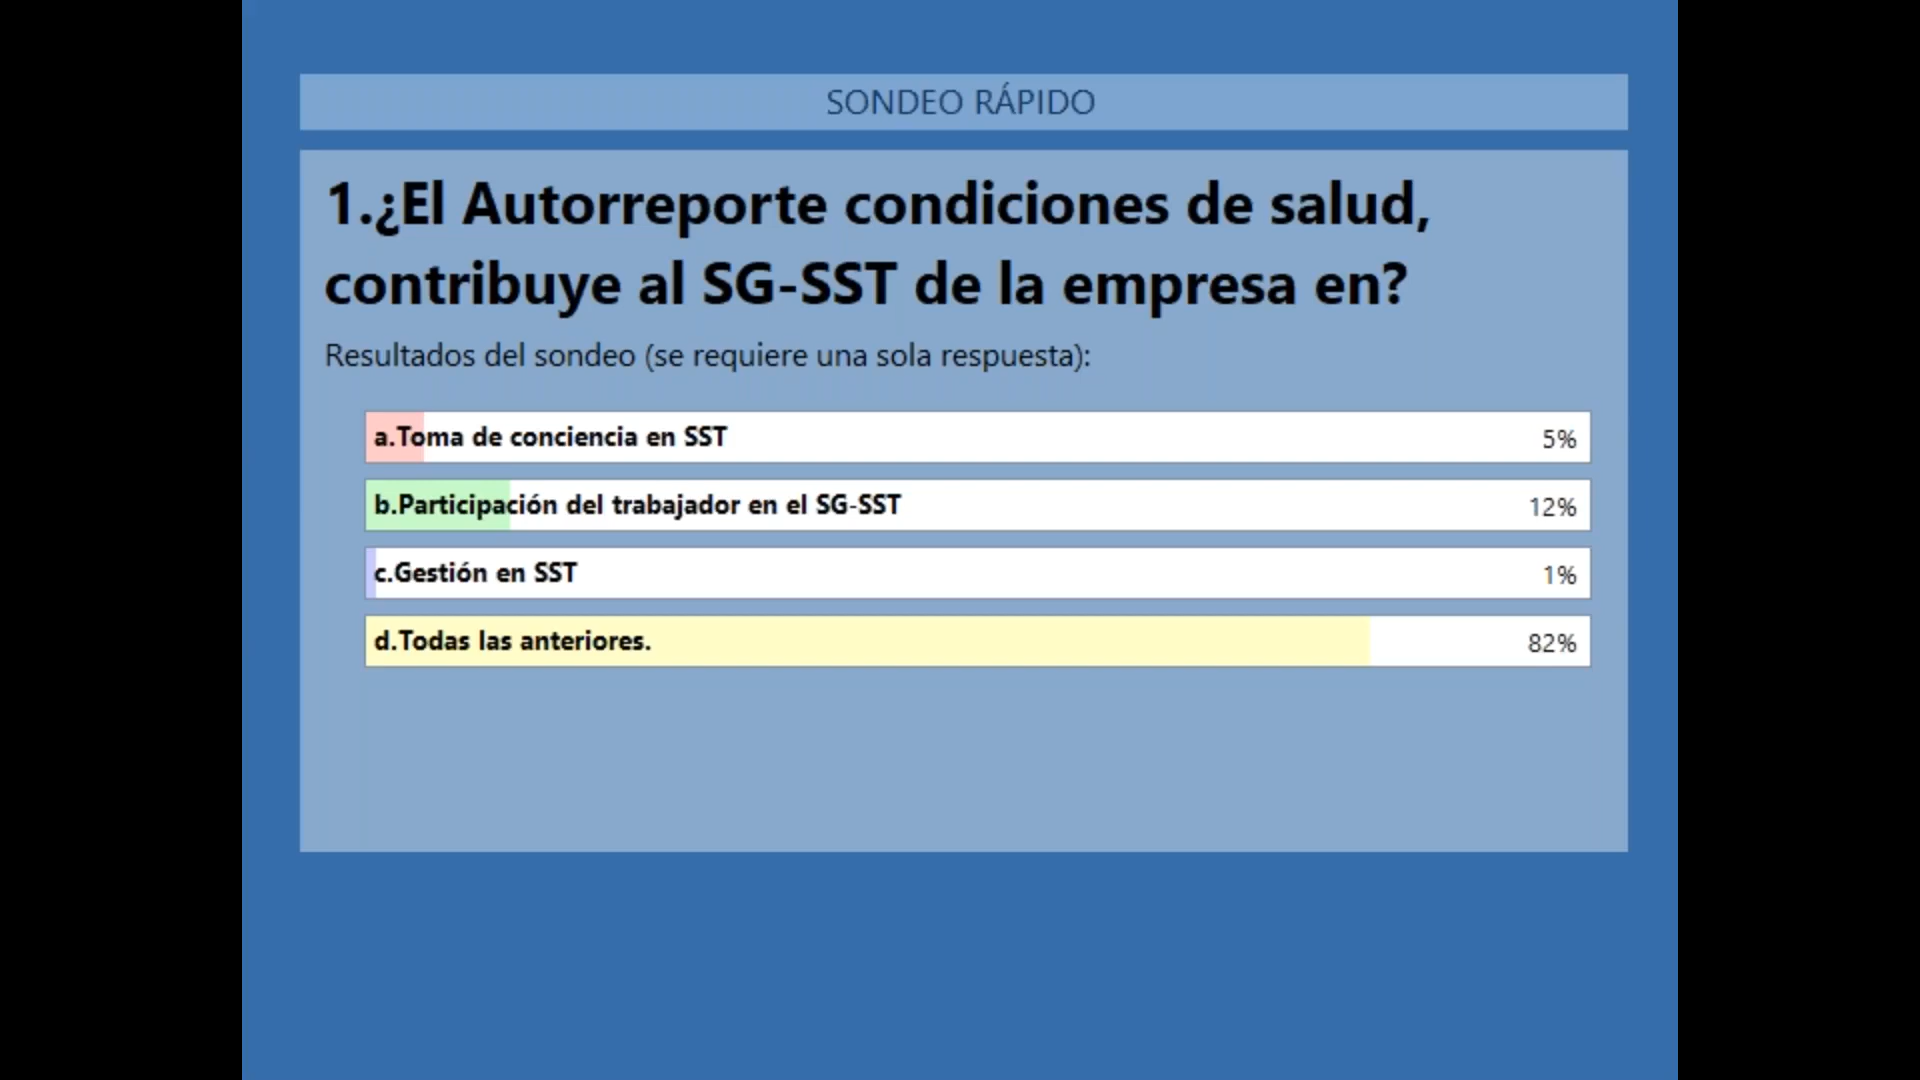 SONDEO RÁPIDO
1.¿El Autorreporte condiciones de salud,
contribuye al SG-SST de la empresa en?
Resultados del sondeo (se requiere una sola respuesta):
a.Toma de conciencia en SST 5%
b.Participación del trabajador en el SG-SST 12%
c.Gestión en SST 1%
d.Todas las anteriores. 82%